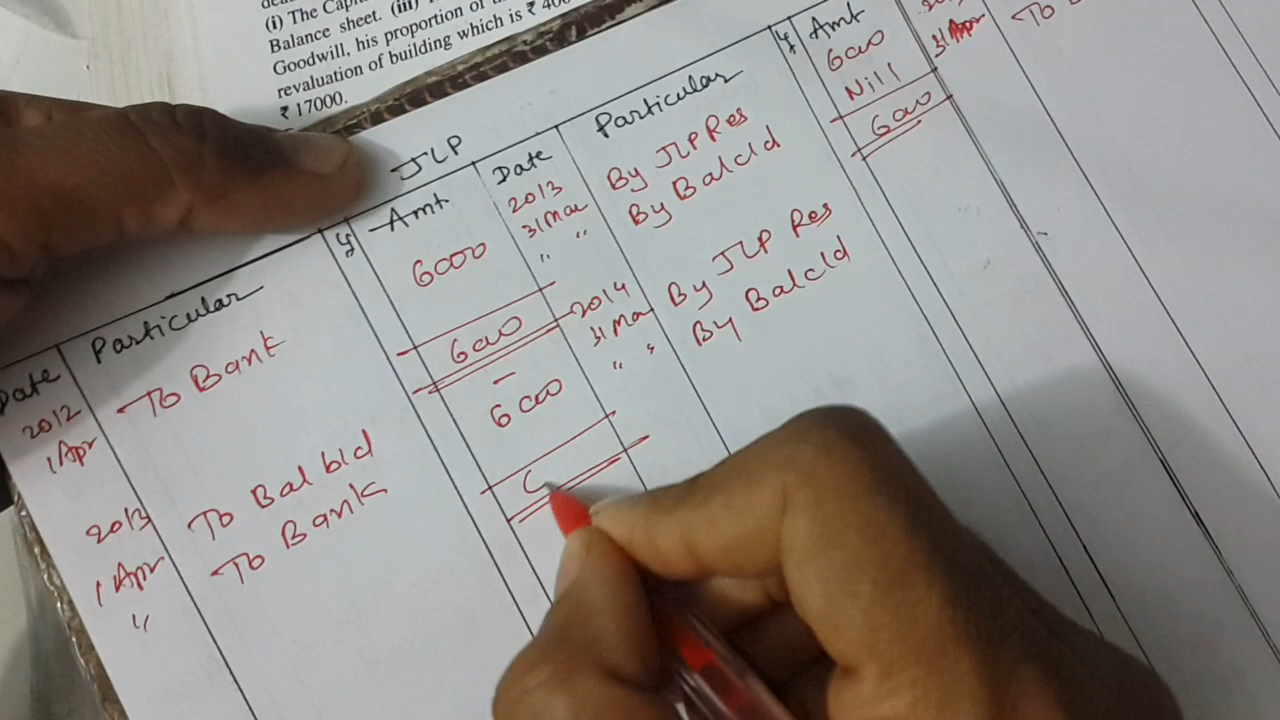 (i) The Capi
Balance sheet. (iii)
Goodwill, his proportion of
revaluation of building which is ₹ 400
₹ 17000.
JLP
Date Particular Amt Date Particular Amt
2012
1 Apr To Bank 6000
2013
31 Mar By JLP Res 6000
" By Bal c/d Nill
6000 6000
2013
1 Apr To Bal b/d –
" To Bank 6000
2014
31 Mar By JLP Res
" " By Bal c/d
31 Apr
To